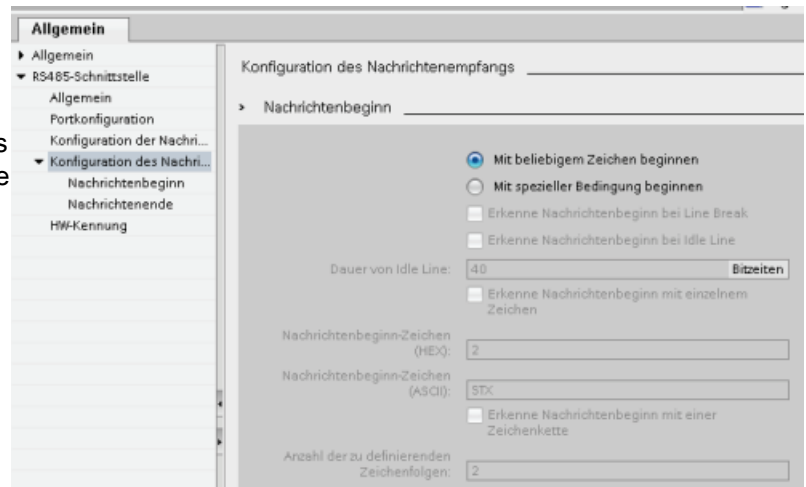 Allgemein
Allgemein
RS485-Schnittstelle
Allgemein
Portkonfiguration
Konfiguration der Nachri...
Konfiguration des Nachri...
Nachrichtenbeginn
Nachrichtenende
HW-Kennung
s
e
Konfiguration des Nachrichtenempfangs
Nachrichtenbeginn
Mit beliebigem Zeichen beginnen
Mit spezieller Bedingung beginnen
Erkenne Nachrichtenbeginn bei Line Break
Erkenne Nachrichtenbeginn bei Idle Line
Dauer von Idle Line: 40 Bitzeiten
Erkenne Nachrichtenbeginn mit einzelnem
Zeichen
Nachrichtenbeginn-Zeichen
(HEX): 2
Nachrichtenbeginn-Zeichen
(ASCII): STX
Erkenne Nachrichtenbeginn mit einer
Zeichenkette
Anzahl der zu definierenden
Zeichenfolgen: 2